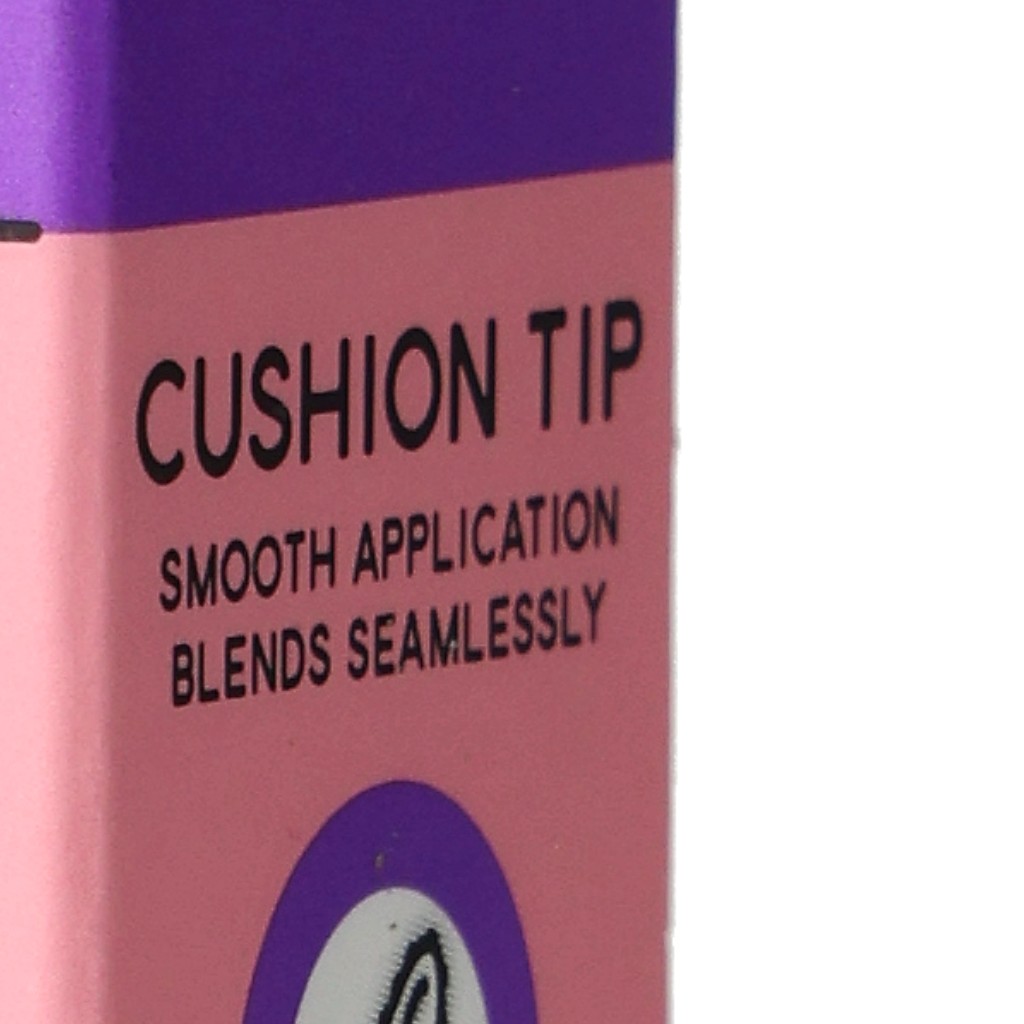 CUSHION TIP
SMOOTH APPLICATION
BLENDS SEAMLESSLY